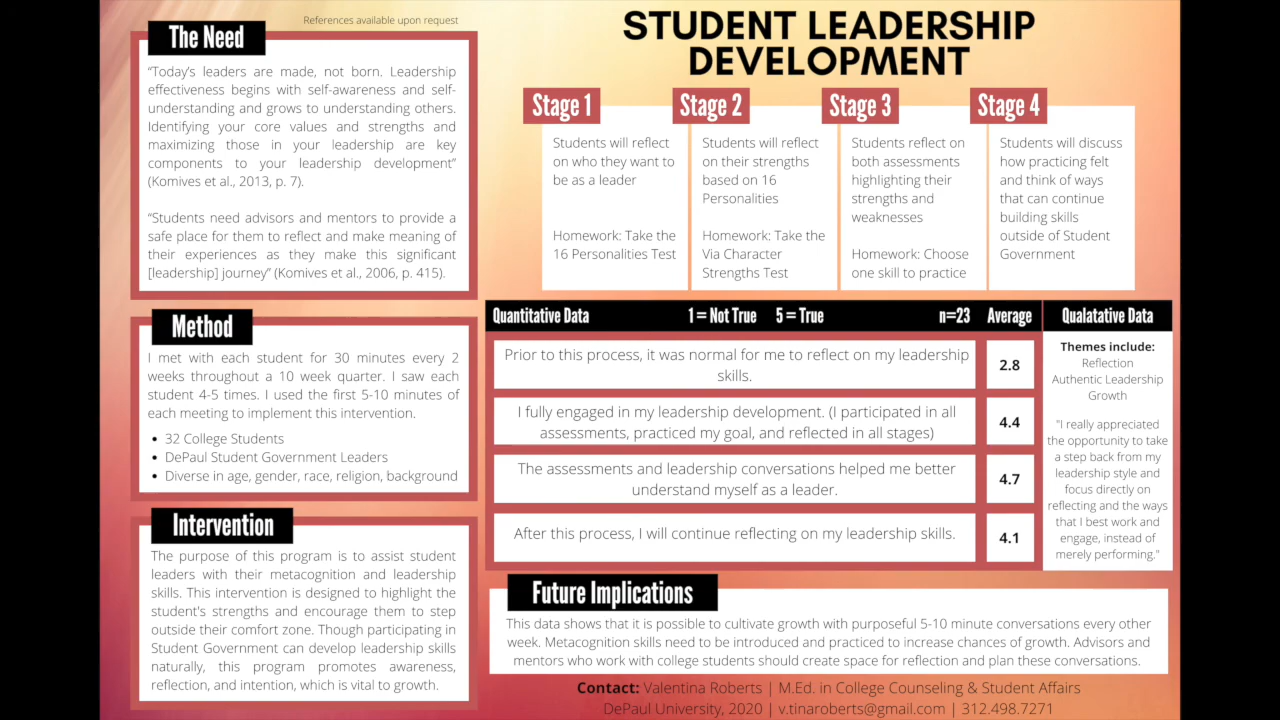 References available upon request
The Need
“Today’s leaders are made, not born. Leadership
effectiveness begins with self-awareness and self-
understanding and grows to understanding others.
Identifying your core values and strengths and
maximizing those in your leadership are key
components to your leadership development”
(Komives et al., 2013, p. 7).
“Students need advisors and mentors to provide a
safe place for them to reflect and make meaning of
their experiences as they make this significant
[leadership] journey” (Komives et al., 2006, p. 415).
Method
I met with each student for 30 minutes every 2
weeks throughout a 10 week quarter. I saw each
student 4-5 times. I used the first 5-10 minutes of
each meeting to implement this intervention.
• 32 College Students
• DePaul Student Government Leaders
• Diverse in age, gender, race, religion, background
Intervention
The purpose of this program is to assist student
leaders with their metacognition and leadership
skills. This intervention is designed to highlight the
student's strengths and encourage them to step
outside their comfort zone. Though participating in
Student Government can develop leadership skills
naturally, this program promotes awareness,
reflection, and intention, which is vital to growth.
STUDENT LEADERSHIP
DEVELOPMENT
Stage 1
Students will reflect
on who they want to
be as a leader
Homework: Take the
16 Personalities Test
Stage 2
Students will reflect
on their strengths
based on 16
Personalities
Homework: Take the
Via Character
Strengths Test
Stage 3
Students reflect on
both assessments
highlighting their
strengths and
weaknesses
Homework: Choose
one skill to practice
Stage 4
Students will discuss
how practicing felt
and think of ways
that can continue
building skills
outside of Student
Government
Quantitative Data 1 = Not True 5 = True n=23 Average
Prior to this process, it was normal for me to reflect on my leadership
skills.
2.8
I fully engaged in my leadership development. (I participated in all
assessments, practiced my goal, and reflected in all stages)
4.4
The assessments and leadership conversations helped me better
understand myself as a leader.
4.7
After this process, I will continue reflecting on my leadership skills.
4.1
Qualatative Data
Themes include:
Reflection
Authentic Leadership
Growth
"I really appreciated
the opportunity to take
a step back from my
leadership style and
focus directly on
reflecting and the ways
that I best work and
engage, instead of
merely performing."
Future Implications
This data shows that it is possible to cultivate growth with purposeful 5-10 minute conversations every other
week. Metacognition skills need to be introduced and practiced to increase chances of growth. Advisors and
mentors who work with college students should create space for reflection and plan these conversations.
Contact: Valentina Roberts | M.Ed. in College Counseling & Student Affairs
DePaul University, 2020 | v.tinaroberts@gmail.com | 312.498.7271